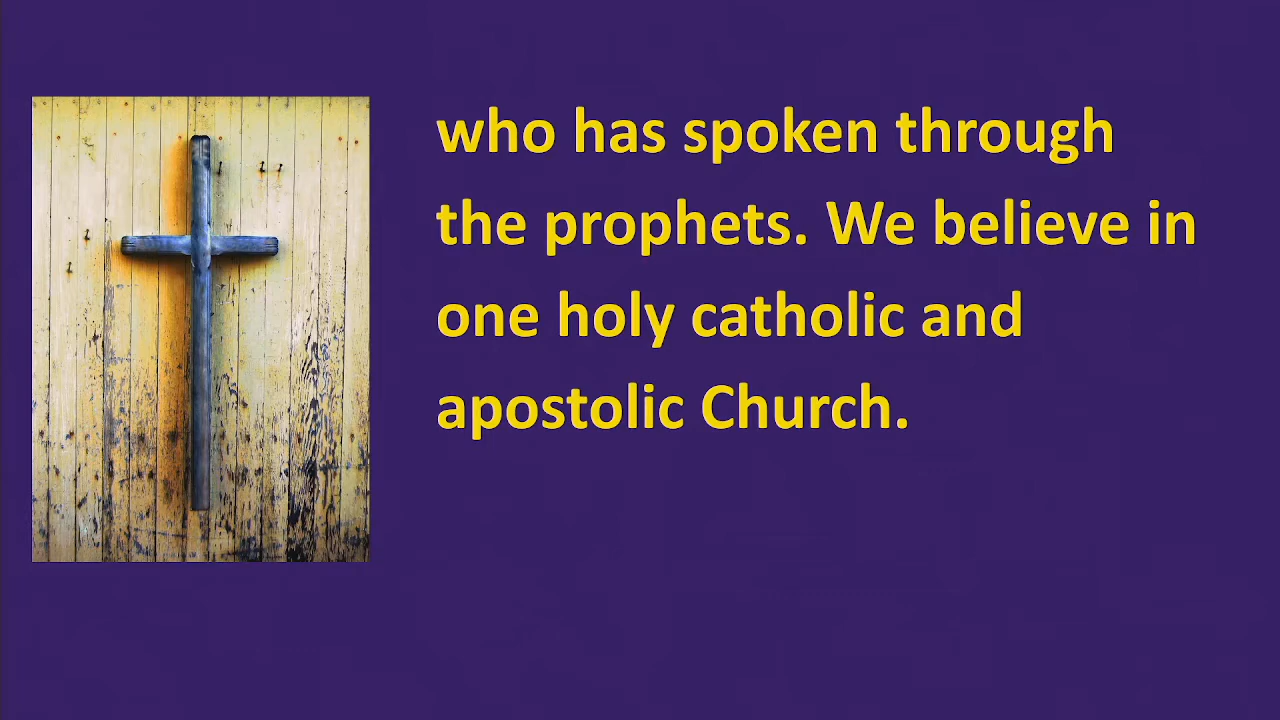 who has spoken through
the prophets. We believe in
one holy catholic and
apostolic Church.